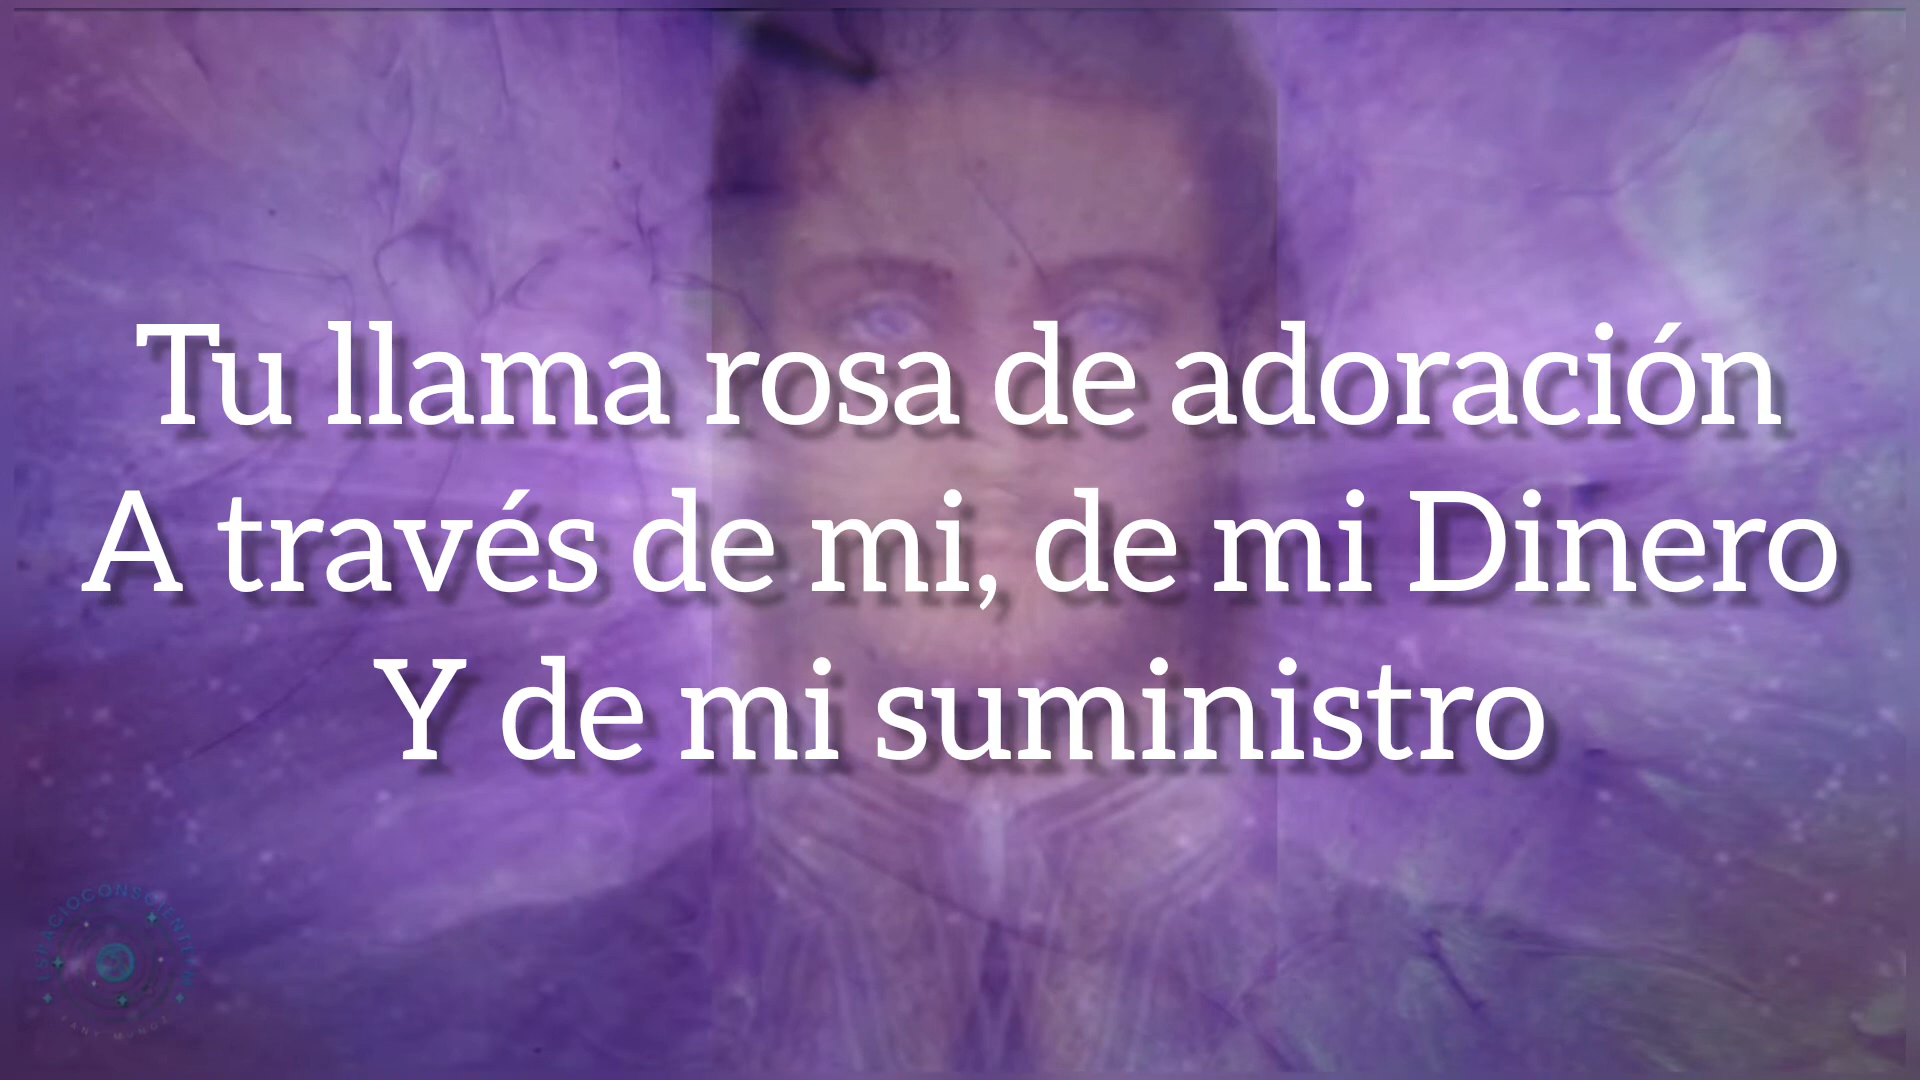 Tu llama rosa de adoración
A través de mi, de mi Dinero
Y de mi suministro